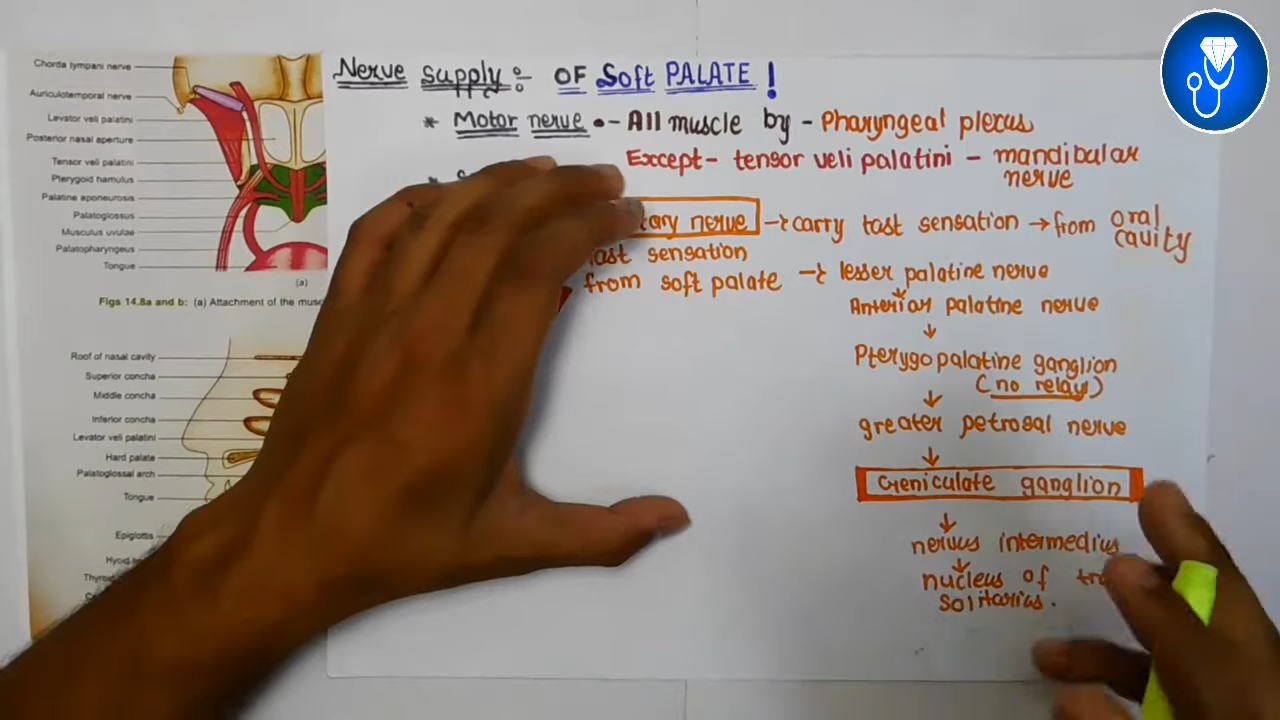 Chorda tympani nerve
Auriculotemporal nerve
Levator veli palatini
Posterior nasal aperture
Tensor veli palatini
Pterygoid hamulus
Palatine aponeurosis
Palatoglossus
Musculus uvulae
Palatopharyngeus
Tongue
(a)
Figs 14.8a and b: (a) Attachment of the
Roof of nasal cavity
Superior concha
Middle concha
Inferior concha
Levator veli palatini
Hard palate
Palatoglossal arch
Tongue
Epiglottis
Nerve supply:- OF Soft PALATE !
* Motor nerve •- All muscle by - Pharyngeal plexus
Except- tensor veli palatini - mandibular
nerve
nerve → carry tast sensation → from oral
cavity
tast sensation
from soft palate → lesser palatine nerve
↓
Anterior palatine nerve
↓
Pterygopalatine ganglion
(no relay)
↓
greater petrosal nerve
↓
Geniculate ganglion
↓
nervus intermedius
↓
nucleus of
solitarius.